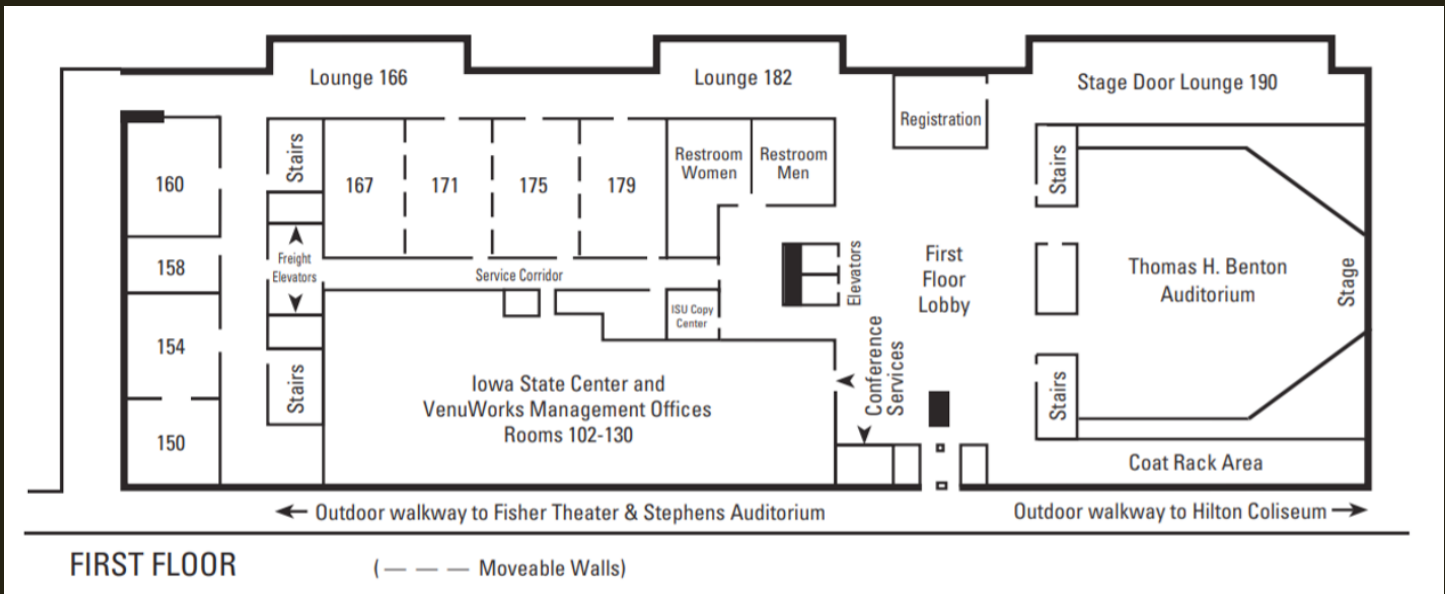 Lounge 166
Lounge 182
Stage Door Lounge 190
Registration
Stairs
160
167
171
175
179
Restroom
Women
Restroom
Men
Stairs
158
Freight
Elevators
Service Corridor
Elevators
First
Floor
Lobby
Thomas H. Benton
Auditorium
Stage
ISU Copy
Center
154
Stairs
Iowa State Center and
VenuWorks Management Offices
Rooms 102-130
Conference
Services
Stairs
150
Coat Rack Area
Outdoor walkway to Fisher Theater & Stephens Auditorium
Outdoor walkway to Hilton Coliseum
FIRST FLOOR
(— — — Moveable Walls)